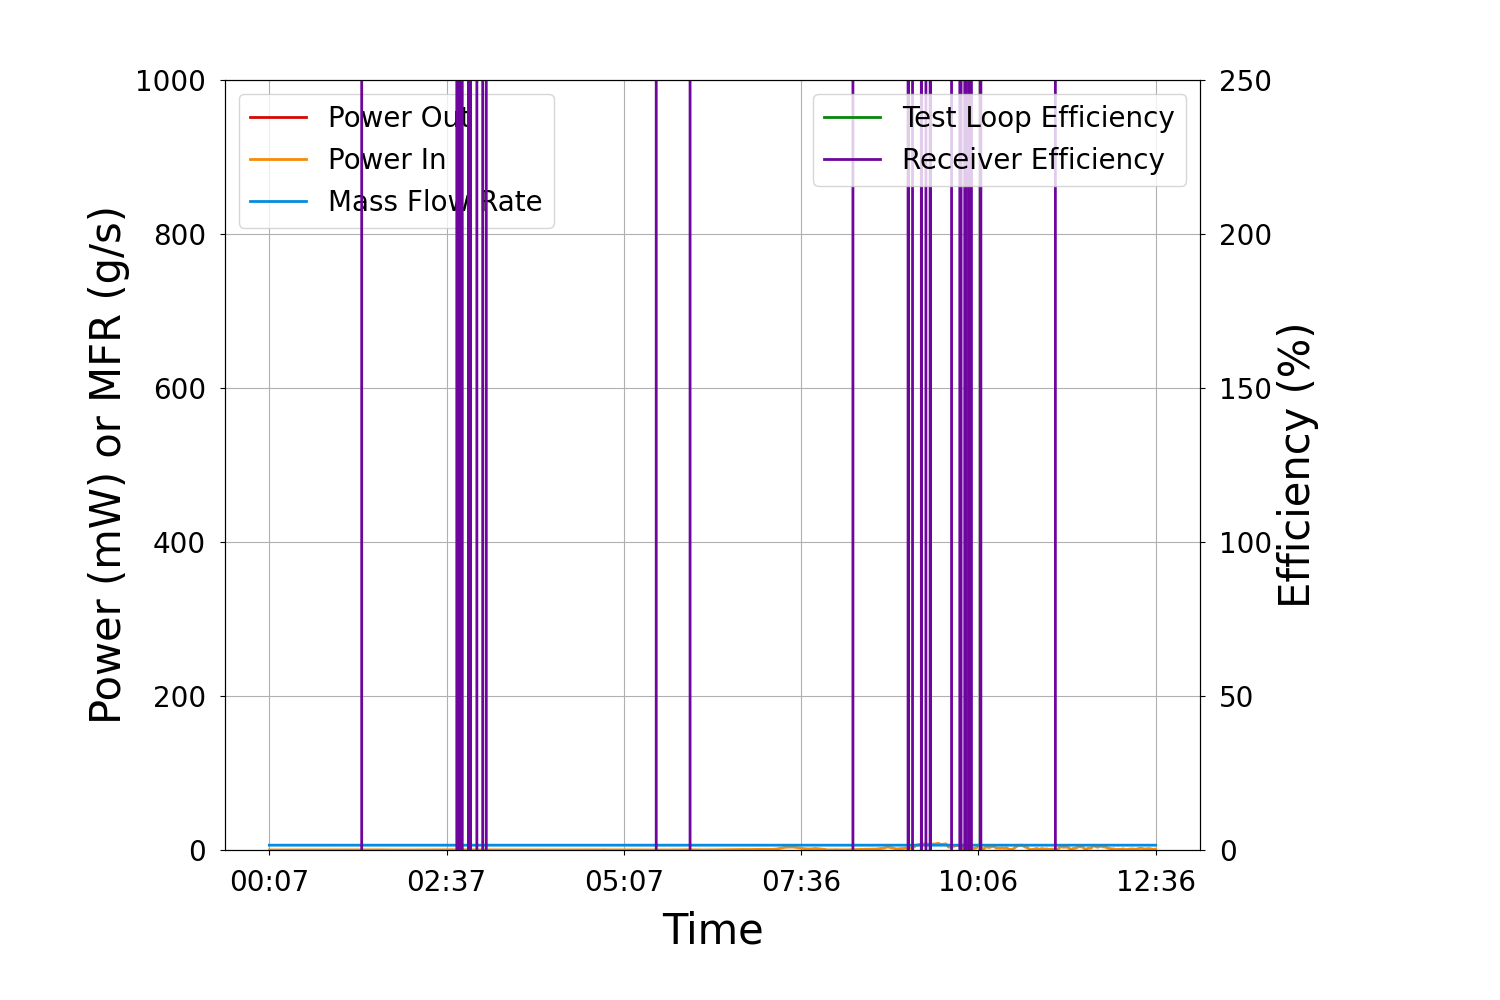 1000
800
600
400
200
0
Power (mW) or MFR (g/s)
Power Out
Power In
Mass Flow Rate
Test Loop Efficiency
Receiver Efficiency
250
200
150
100
50
0
Efficiency (%)
00:07 02:37 05:07 07:36 10:06 12:36
Time